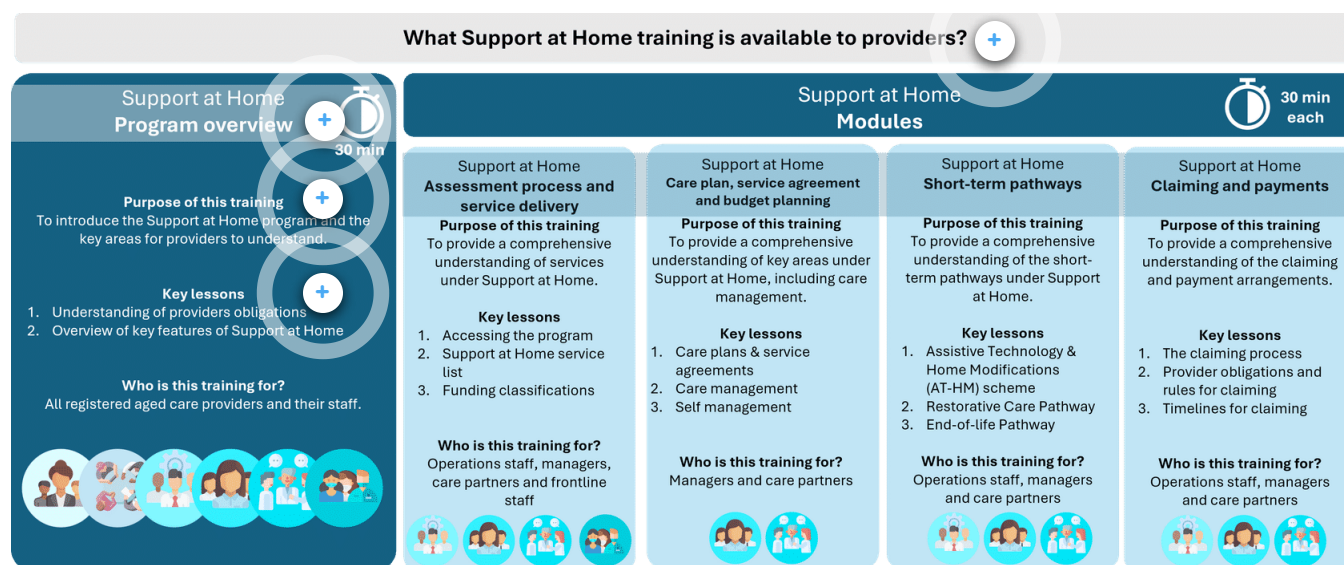 What Support at Home training is available to providers?
+
Support at Home
Program overview
+
30 min
Purpose of this training
+
To introduce the Support at Home program and the
key areas for providers to understand.
Key lessons
+
1. Understanding of providers obligations
2. Overview of key features of Support at Home
Who is this training for?
All registered aged care providers and their staff.
Support at Home
Modules
30 min
each
Support at Home
Assessment process and
service delivery
Purpose of this training
To provide a comprehensive
understanding of services
under Support at Home.
Key lessons
1. Accessing the program
2. Support at Home service
list
3. Funding classifications
Who is this training for?
Operations staff, managers,
care partners and frontline
staff
Support at Home
Care plan, service agreement
and budget planning
Purpose of this training
To provide a comprehensive
understanding of key areas under
Support at Home, including care
management.
Key lessons
1. Care plans & service
agreements
2. Care management
3. Self management
Who is this training for?
Managers and care partners
Support at Home
Short-term pathways
Purpose of this training
To provide a comprehensive
understanding of the short-
term pathways under Support
at Home.
Key lessons
1. Assistive Technology &
Home Modifications
(AT-HM) scheme
2. Restorative Care Pathway
3. End-of-life Pathway
Who is this training for?
Operations staff, managers
and care partners
Support at Home
Claiming and payments
Purpose of this training
To provide a comprehensive
understanding of the claiming
and payment arrangements.
Key lessons
1. The claiming process
2. Provider obligations and
rules for claiming
3. Timelines for claiming
Who is this training for?
Operations staff, managers
and care partners